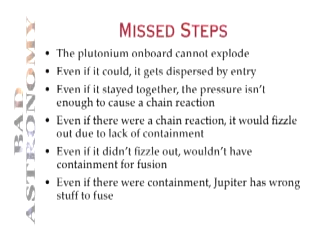 MISSED STEPS
• The plutonium onboard cannot explode
• Even if it could, it gets dispersed by entry
• Even if it stayed together, the pressure isn't
enough to cause a chain reaction
• Even if there were a chain reaction, it would fizzle
out due to lack of containment
• Even if it didn't fizzle out, wouldn't have
containment for fusion
• Even if there were containment, Jupiter has wrong
stuff to fuse
BAD
ASTRONOMY